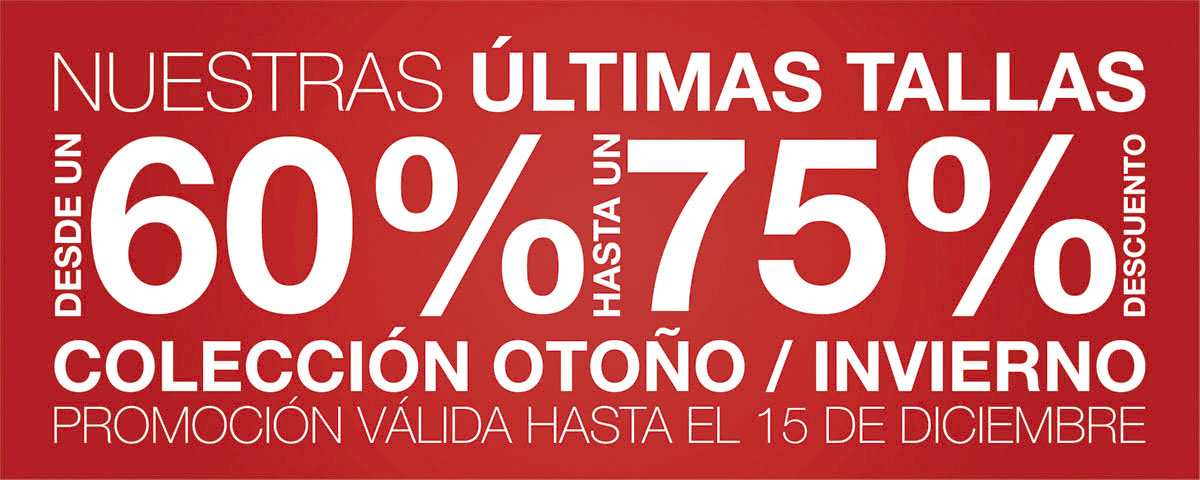 NUESTRAS ÚLTIMAS TALLAS
DESDE UN
60%
HASTA UN
75%
DESCUENTO
COLECCIÓN OTOÑO / INVIERNO
PROMOCIÓN VÁLIDA HASTA EL 15 DE DICIEMBRE